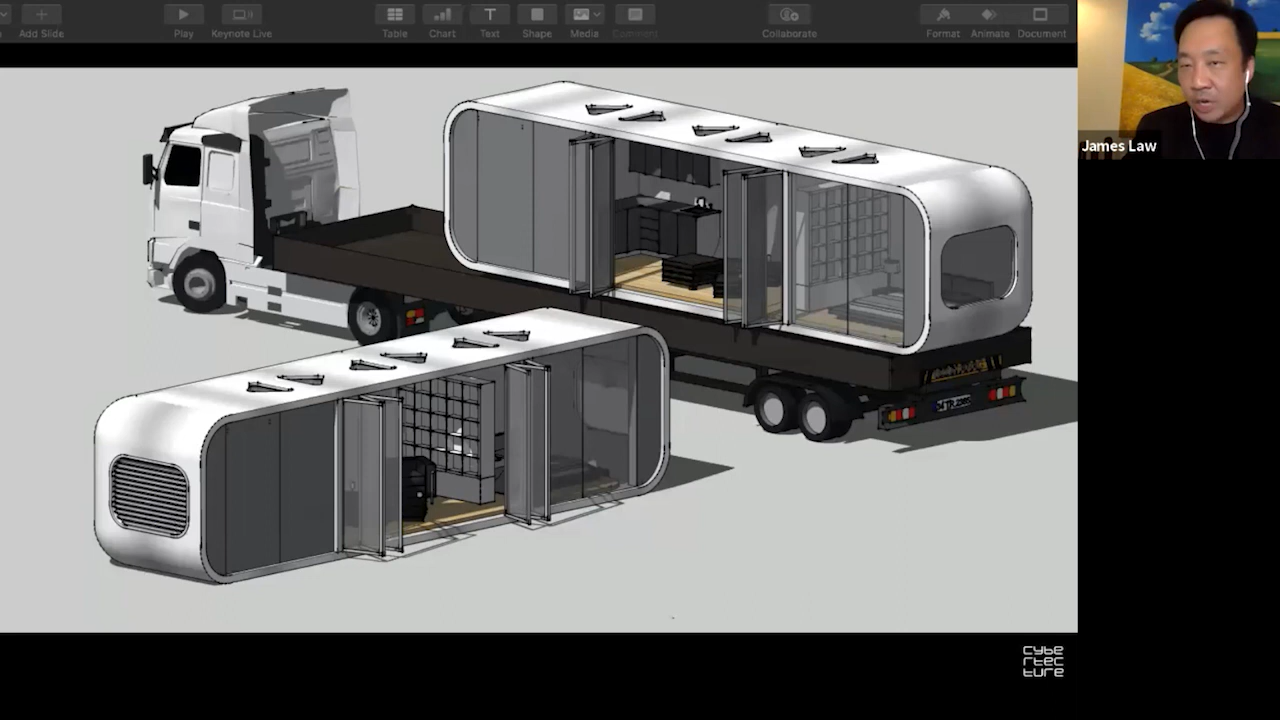 Add Slide
Play
Keynote Live
Table
Chart
Text
Shape
Media
Comment
Collaborate
Format
Animate
Document
James Law
CYBE
RTEC
TURE